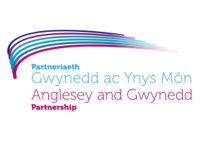 Partneriaeth
Gwynedd ac Ynys Môn
Anglesey and Gwynedd
Partnership